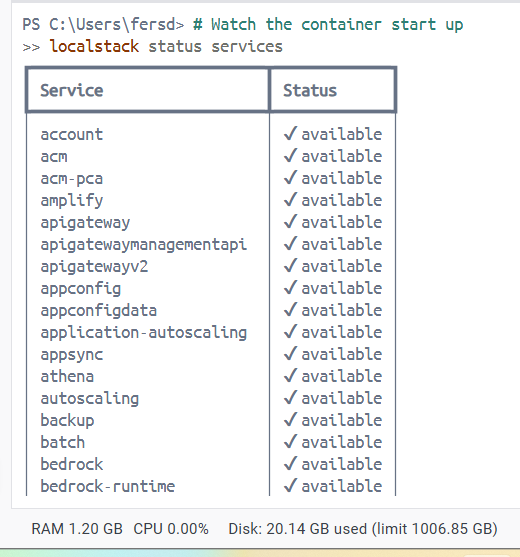 PS C:\Users\fersd> # Watch the container start up
>> localstack status services
Service Status
account ✓ available
acm ✓ available
acm-pca ✓ available
amplify ✓ available
apigateway ✓ available
apigatewaymanagementapi ✓ available
apigatewayv2 ✓ available
appconfig ✓ available
appconfigdata ✓ available
application-autoscaling ✓ available
appsync ✓ available
athena ✓ available
autoscaling ✓ available
backup ✓ available
batch ✓ available
bedrock ✓ available
bedrock-runtime ✓ available
RAM 1.20 GB CPU 0.00% Disk: 20.14 GB used (limit 1006.85 GB)